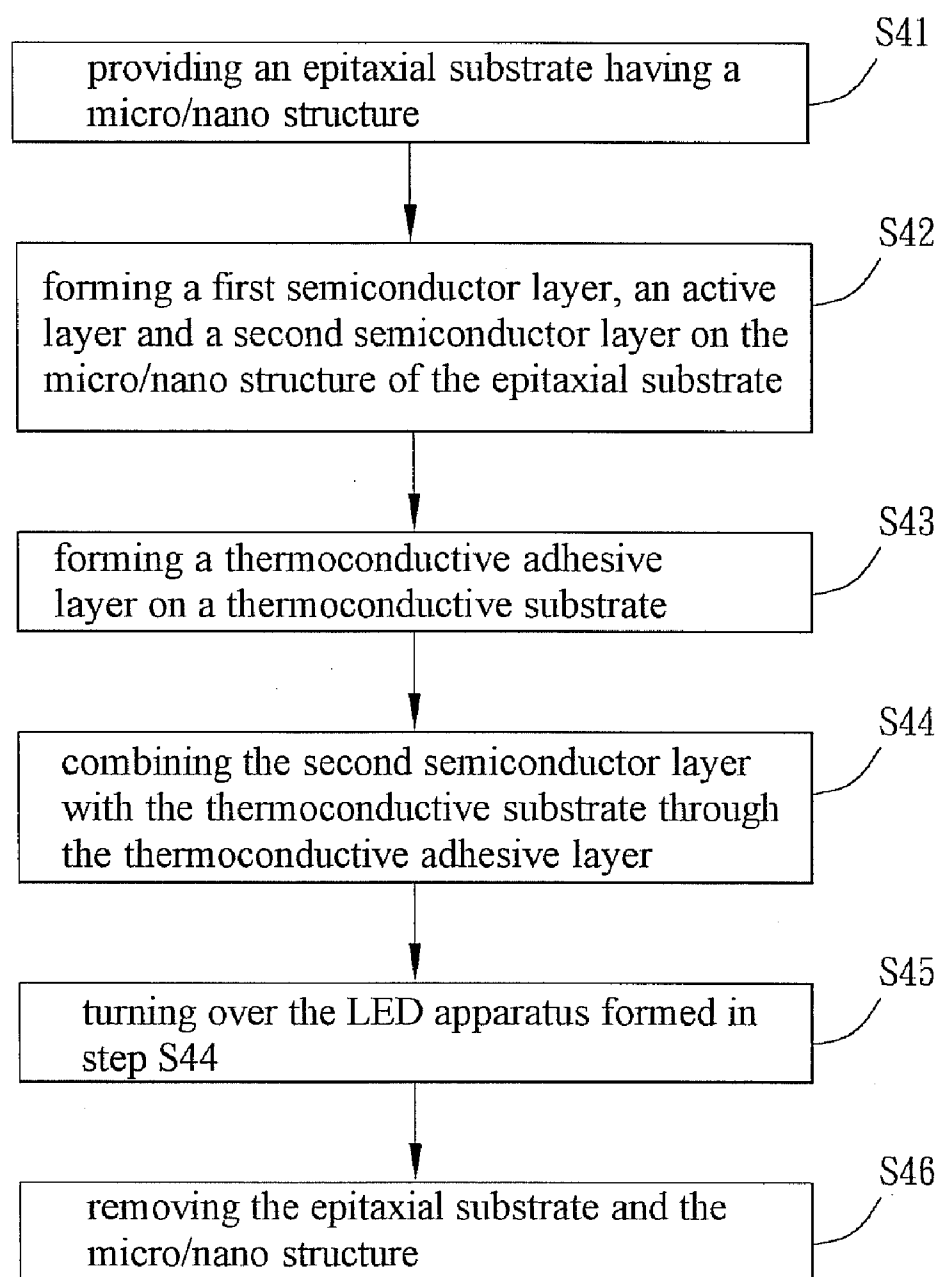 S41
providing an epitaxial substrate having a
micro/nano structure
S42
forming a first semiconductor layer, an active
layer and a second semiconductor layer on the
micro/nano structure of the epitaxial substrate
S43
forming a thermoconductive adhesive
layer on a thermoconductive substrate
S44
combining the second semiconductor layer
with the thermoconductive substrate through
the thermoconductive adhesive layer
S45
turning over the LED apparatus formed in
step S44
S46
removing the epitaxial substrate and the
micro/nano structure